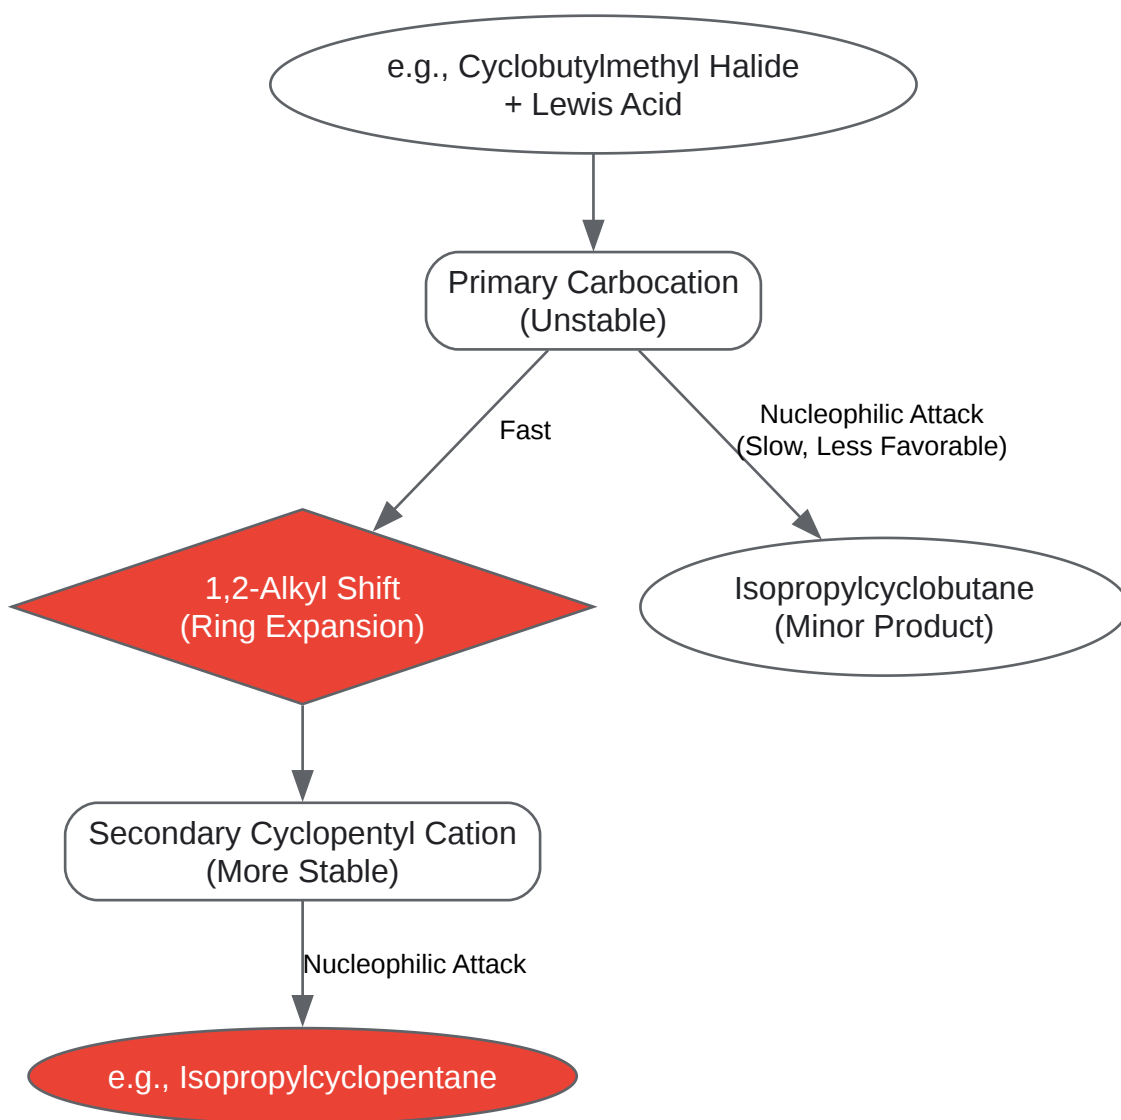 e.g., Cyclobutylmethyl Halide
+ Lewis Acid
Primary Carbocation
(Unstable)
Fast
Nucleophilic Attack
(Slow, Less Favorable)
1,2-Alkyl Shift
(Ring Expansion)
Isopropylcyclobutane
(Minor Product)
Secondary Cyclopentyl Cation
(More Stable)
Nucleophilic Attack
e.g., Isopropylcyclopentane